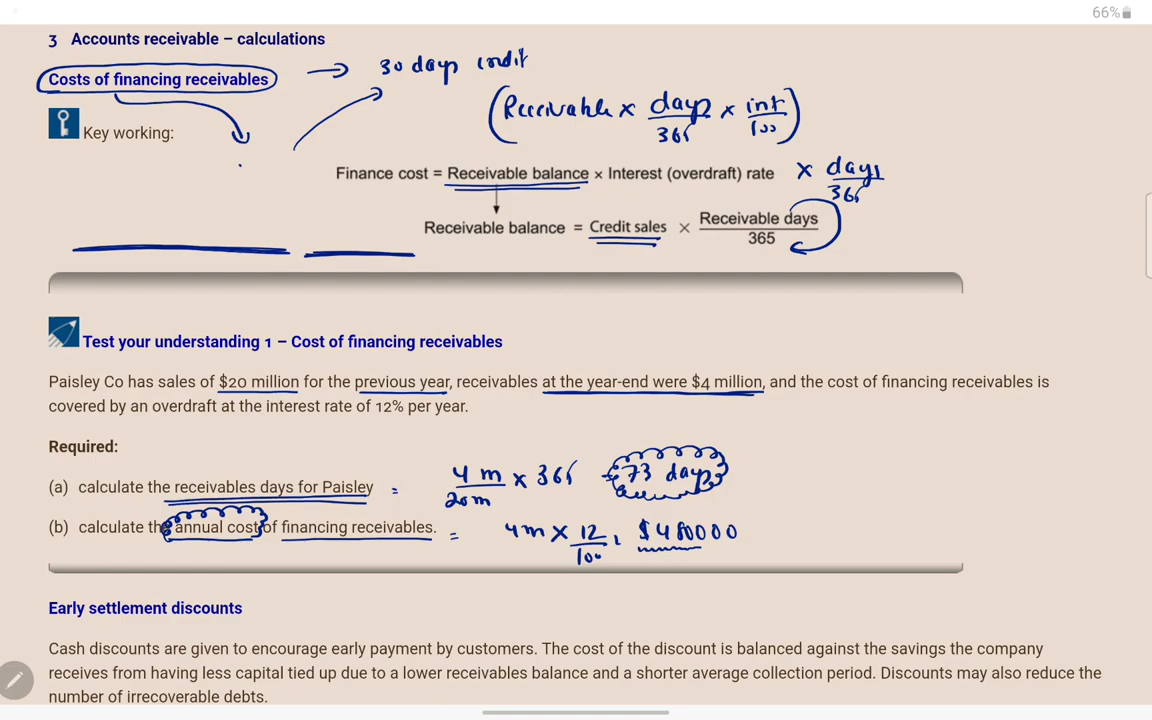 66%
3 Accounts receivable – calculations
Costs of financing receivables
30 days credit
(Receivable x days/365 x int/100)
Key working:
Finance cost = Receivable balance × Interest (overdraft) rate x days/365
Receivable balance = Credit sales × Receivable days
365
Test your understanding 1 – Cost of financing receivables
Paisley Co has sales of $20 million for the previous year, receivables at the year-end were $4 million, and the cost of financing receivables is
covered by an overdraft at the interest rate of 12% per year.
Required:
(a) calculate the receivables days for Paisley = 4m/20m x 365 = 73 days
(b) calculate the annual cost of financing receivables. = 4m x 12/100 = $480000
Early settlement discounts
Cash discounts are given to encourage early payment by customers. The cost of the discount is balanced against the savings the company
receives from having less capital tied up due to a lower receivables balance and a shorter average collection period. Discounts may also reduce the
number of irrecoverable debts.